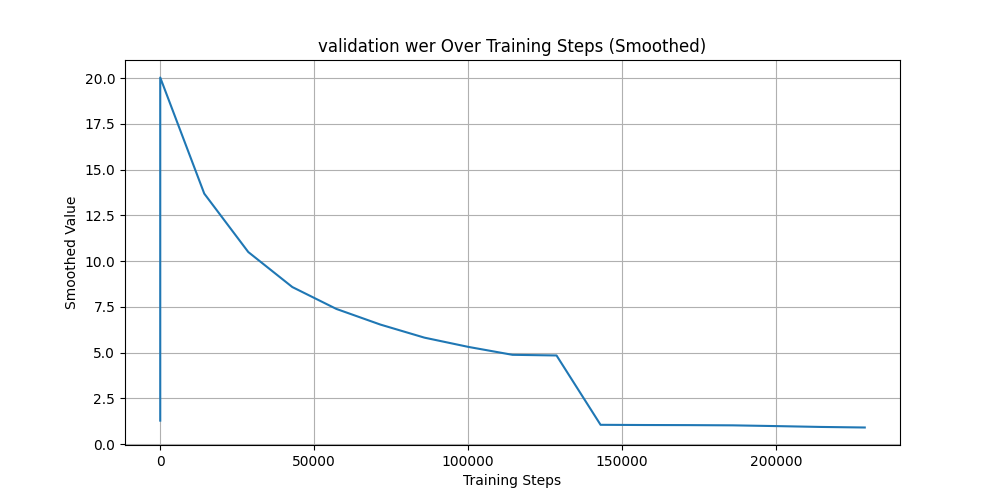 validation wer Over Training Steps (Smoothed)
Smoothed Value
20.0
17.5
15.0
12.5
10.0
7.5
5.0
2.5
0.0
0 50000 100000 150000 200000
Training Steps